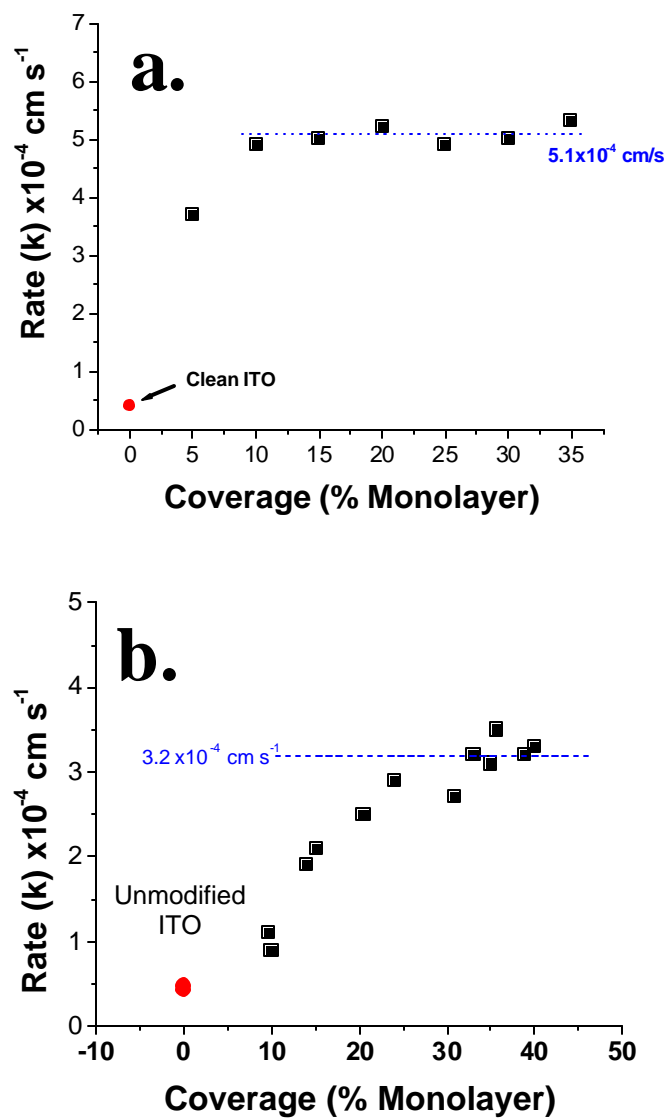 a.
7
6
5
4
3
2
1
0
Rate (k) x10⁻⁴ cm s⁻¹
5.1x10⁻⁴ cm/s
Clean ITO
0 5 10 15 20 25 30 35
Coverage (% Monolayer)
b.
5
4
3
2
1
0
Rate (k) x10⁻⁴ cm s⁻¹
3.2 x10⁻⁴ cm s⁻¹
Unmodified
ITO
-10 0 10 20 30 40 50
Coverage (% Monolayer)